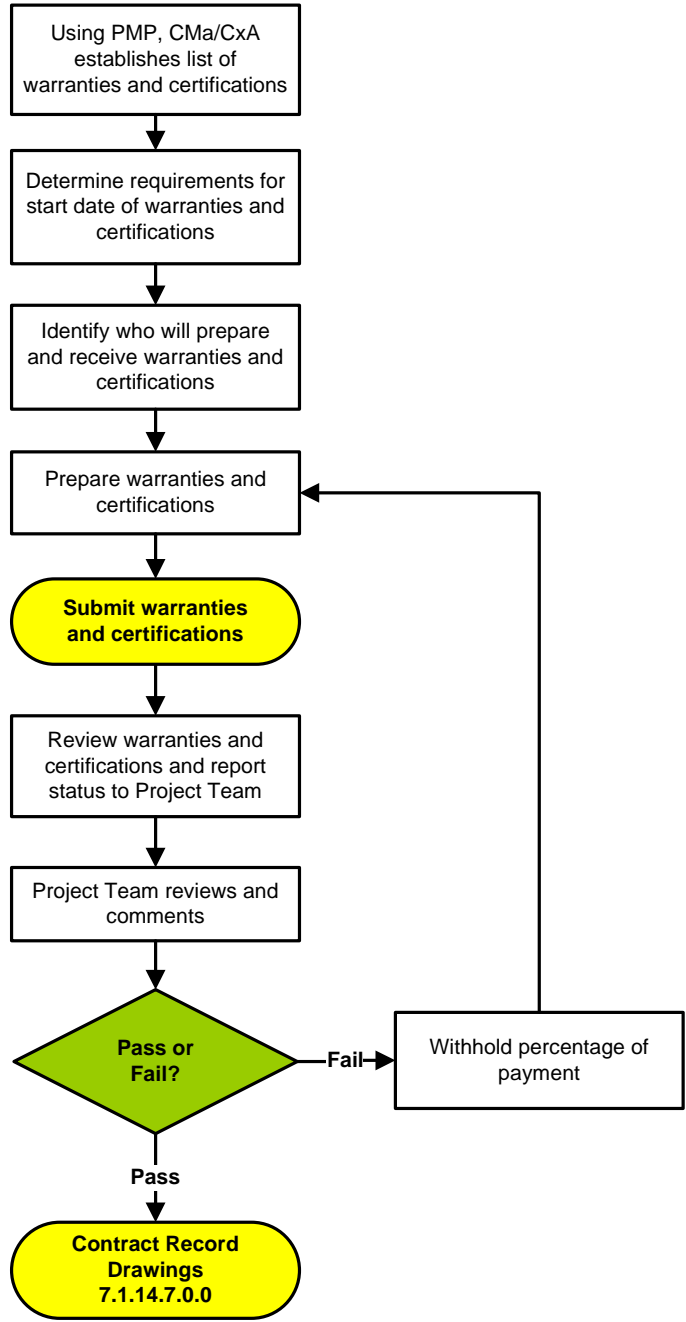 Using PMP, CMa/CxA
establishes list of
warranties and certifications
Determine requirements for
start date of warranties and
certifications
Identify who will prepare
and receive warranties and
certifications
Prepare warranties and
certifications
Submit warranties
and certifications
Review warranties and
certifications and report
status to Project Team
Project Team reviews and
comments
Pass or
Fail?
Fail
Withhold percentage of
payment
Pass
Contract Record
Drawings
7.1.14.7.0.0